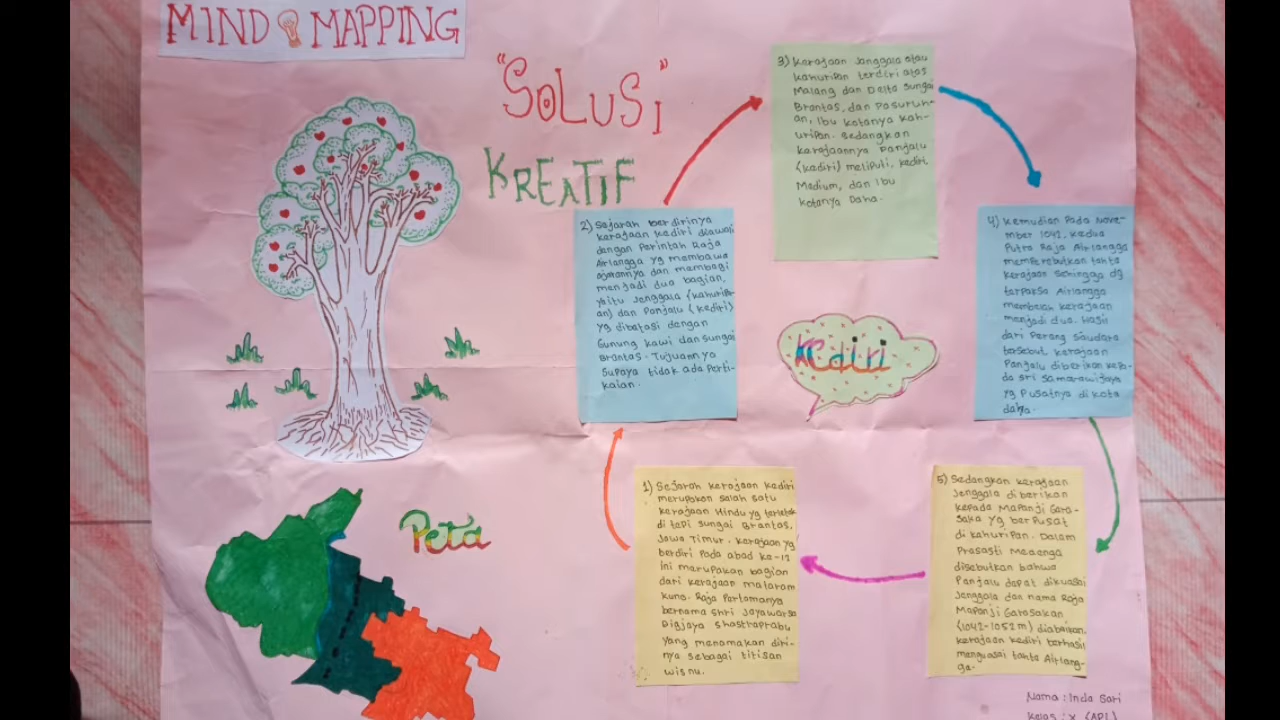 MIND MAPPING
"SOLUSI"
KREATIF
3) Kerajaan Janggala atau
kahuripan terdiri atas
Malang dan Delta sungai
Brantas, dan Pasuruh-
an, Ibu kotanya kah-
uripan. Sedangkan
kerajaannya Panjalu
(kadiri) meliputi, kediri,
Medium, dan Ibu
kotanya Daha.
2) Sejarah berdirinya
kerajaan kediri diawali
dengan Perintah Raja
Airlangga yg membawa
ajarannya dan membagi
menjadi dua bagian,
yaitu Jenggala (kahuripa-
an) dan Panjalu (kediri)
yg dibatasi dengan
Gunung kawi dan sungai
Brantas. Tujuannya
supaya tidak ada Perti-
kaian.
4) Kemudian Pada Nove-
mber 1042, kedua
Putra Raja Airlangga
memperebutkan tahta
kerajaan sehingga dg
terpaksa Airlangga
membelah kerajaan
menjadi dua. Hasil
dari Perang Saudara
tersebut kerajaan
Panjalu diberikan kepa-
da sri Samarawijaya
yg Pusatnya di kota
daha.
Kediri
1) Sejarah kerajaan kediri
merupakan salah satu
kerajaan Hindu yg terletak
di tepi sungai Brantas,
Jawa Timur. Kerajaan yg
berdiri Pada abad ke-12
ini merupakan bagian
dari kerajaan mataram
kuno. Raja Pertamanya
bernama Shri Jayawarsa
Digjaya Shastraprabu
yang menamakan diri-
nya sebagai titisan
wisnu.
5) Sedangkan kerajaan
Jenggala diberikan
kepada Mapanji Gara-
saka yg berpusat
di kahuripan. Dalam
Prasasti Meaenga
disebutkan bahwa
Panjalu dapat dikuasai
Jenggala dan nama Raja
Mapanji Garasakan
(1042-1052m) diabaikan.
kerajaan kediri berhasil
menguasai tahta Airlang-
ga.
Peta
Nama : Inda Sari
Kelas : X (APL)